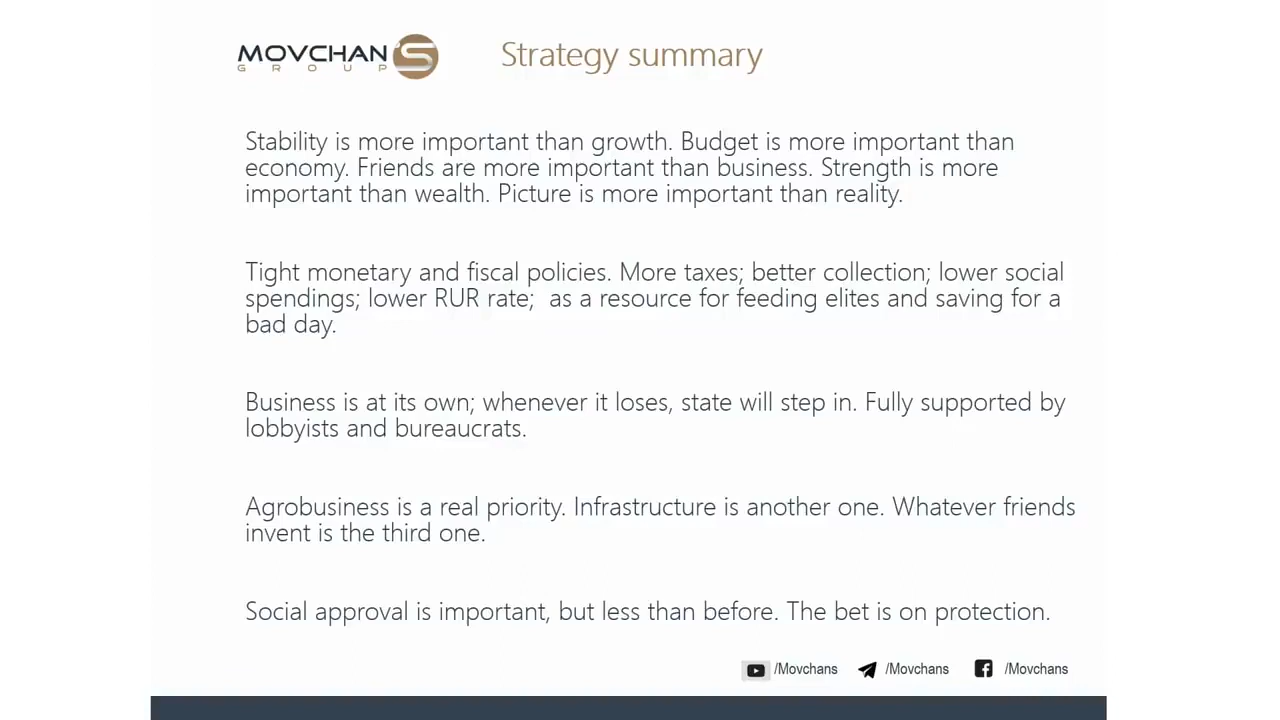 MOVCHAN'S
GROUP
Strategy summary
Stability is more important than growth. Budget is more important than
economy. Friends are more important than business. Strength is more
important than wealth. Picture is more important than reality.
Tight monetary and fiscal policies. More taxes; better collection; lower social
spendings; lower RUR rate;  as a resource for feeding elites and saving for a
bad day.
Business is at its own; whenever it loses, state will step in. Fully supported by
lobbyists and bureaucrats.
Agrobusiness is a real priority. Infrastructure is another one. Whatever friends
invent is the third one.
Social approval is important, but less than before. The bet is on protection.
/Movchans /Movchans /Movchans